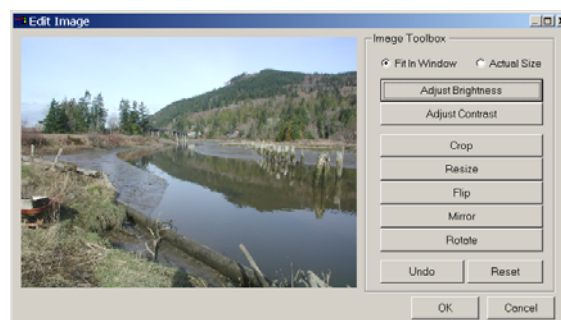 Edit Image
Image Toolbox
Fit In Window Actual Size
Adjust Brightness
Adjust Contrast
Crop
Resize
Flip
Mirror
Rotate
Undo Reset
OK Cancel